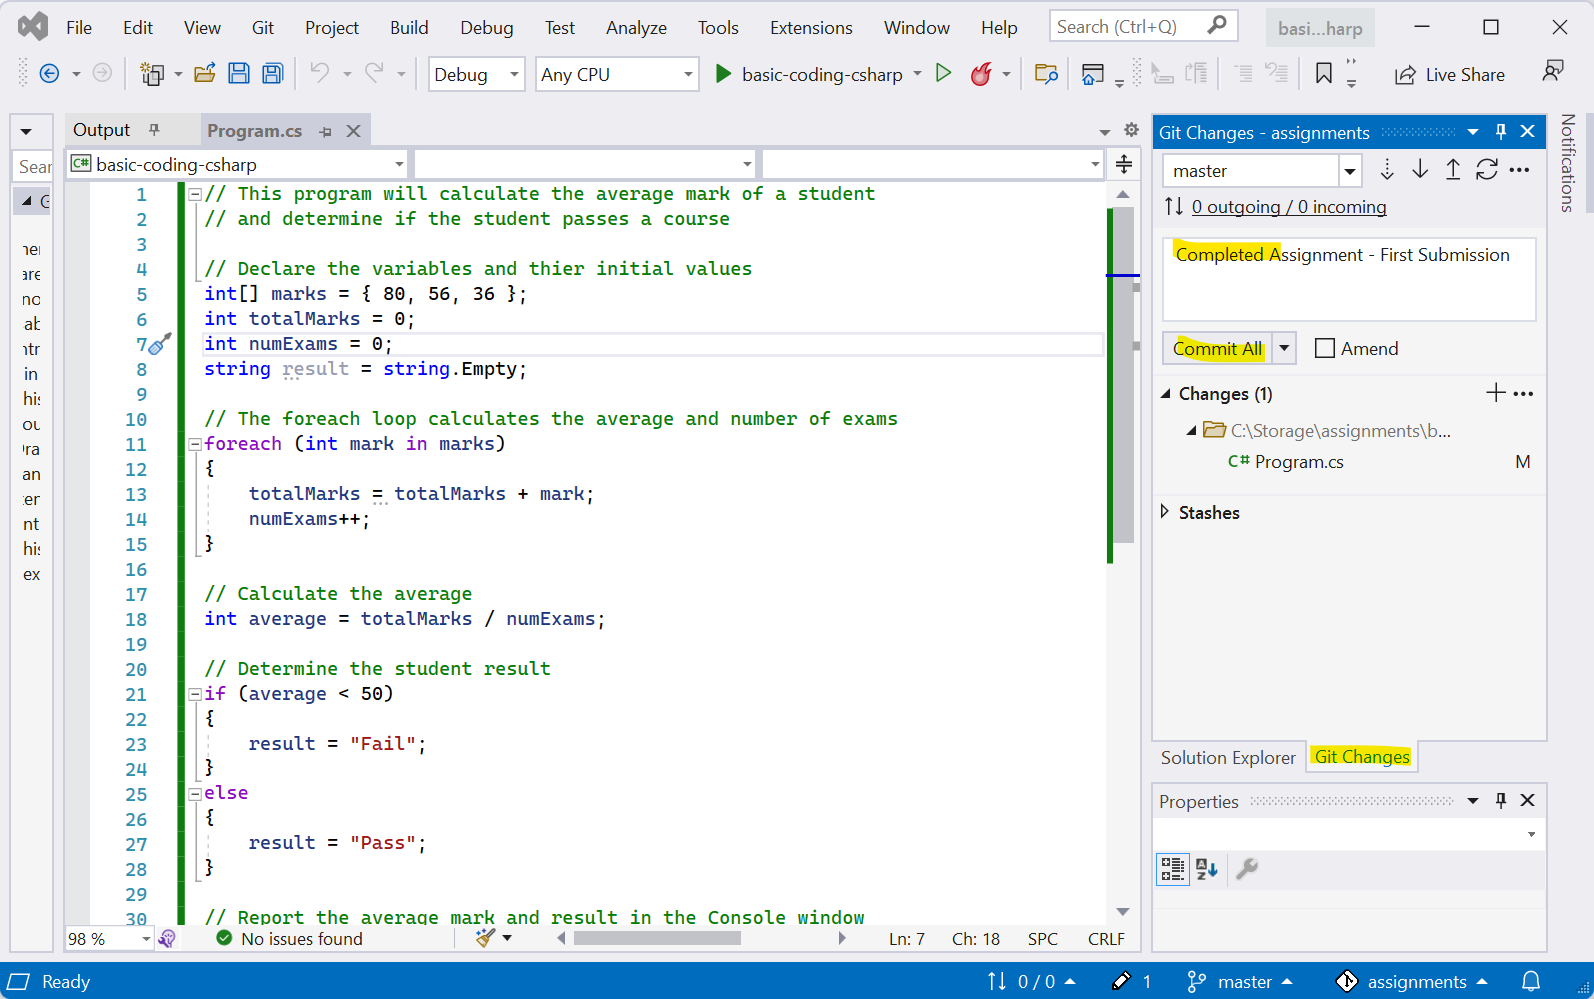 File Edit View Git Project Build Debug Test Analyze Tools Extensions Window Help Search (Ctrl+Q) basi...harp
Debug Any CPU basic-coding-csharp Live Share
Output Program.cs
Sear
basic-coding-csharp
1 // This program will calculate the average mark of a student
2 // and determine if the student passes a course
3
4 // Declare the variables and thier initial values
5 int[] marks = { 80, 56, 36 };
6 int totalMarks = 0;
7 int numExams = 0;
8 string result = string.Empty;
9
10 // The foreach loop calculates the average and number of exams
11 foreach (int mark in marks)
12 {
13 totalMarks = totalMarks + mark;
14 numExams++;
15 }
16
17 // Calculate the average
18 int average = totalMarks / numExams;
19
20 // Determine the student result
21 if (average < 50)
22 {
23 result = "Fail";
24 }
25 else
26 {
27 result = "Pass";
28 }
29
30 // Report the average mark and result in the Console window
98 % No issues found Ln: 7 Ch: 18 SPC CRLF
Git Changes - assignments
master
0 outgoing / 0 incoming
Completed Assignment - First Submission
Commit All Amend
Changes (1)
C:\Storage\assignments\b...
C# Program.cs M
Stashes
Solution Explorer Git Changes
Properties
Notifications
Ready 0 / 0 1 master assignments